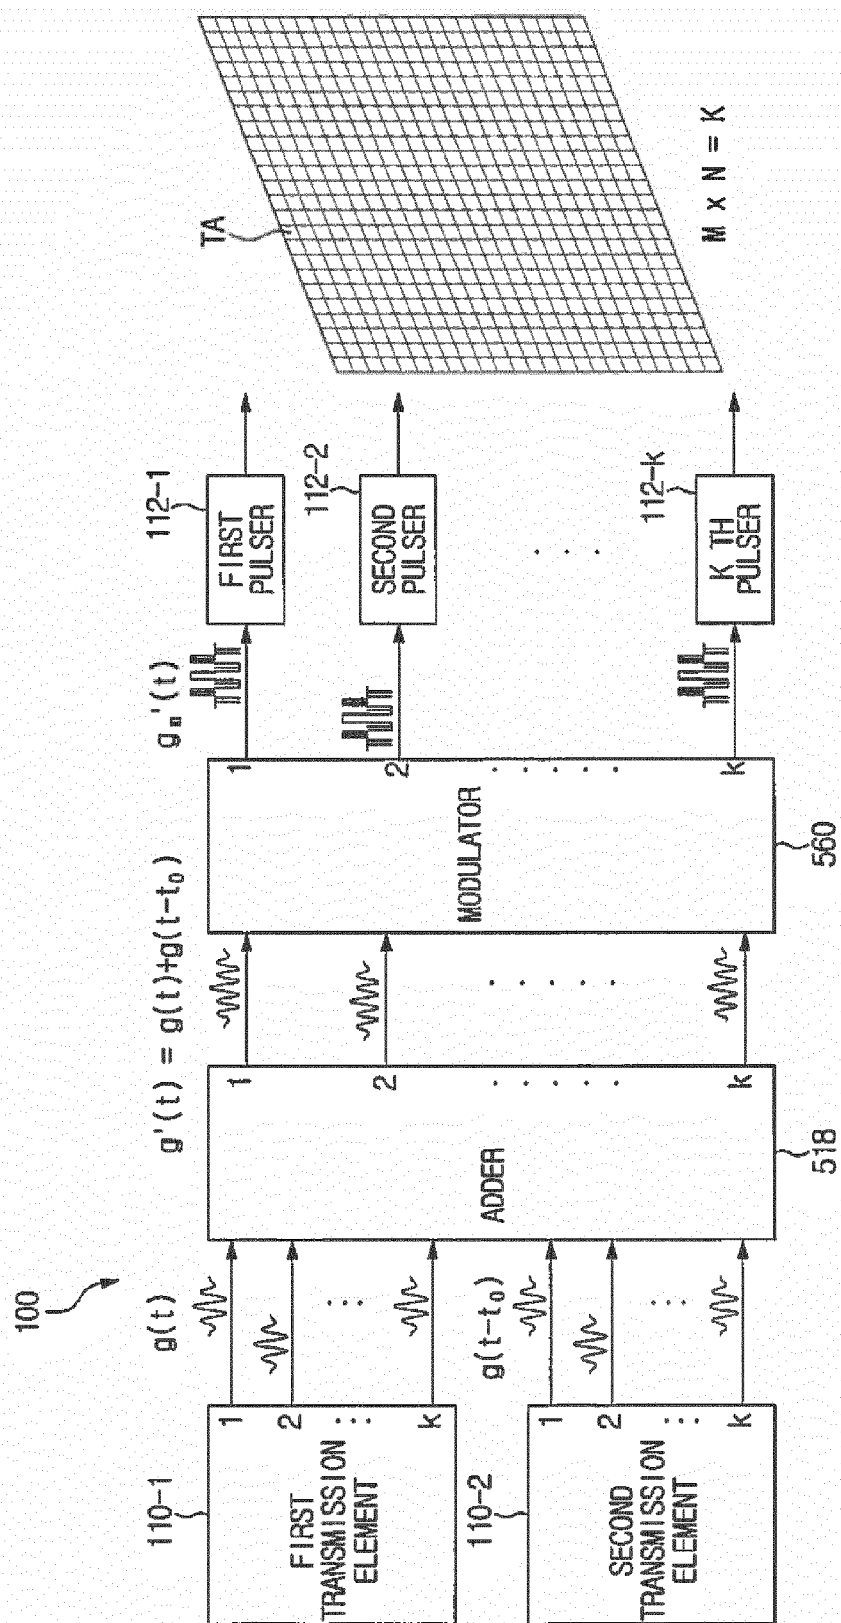 100
110-1
FIRST
TRANSMISSION
ELEMENT
1
2
k
g(t)
110-2
SECOND
TRANSMISSION
ELEMENT
1
2
k
g(t-t₀)
ADDER
1
2
k
518
g'(t) = g(t)+g(t-t₀)
MODULATOR
1
2
k
560
gₘ'(t)
112-1
FIRST
PULSER
112-2
SECOND
PULSER
112-k
K TH
PULSER
TA
M x N = K